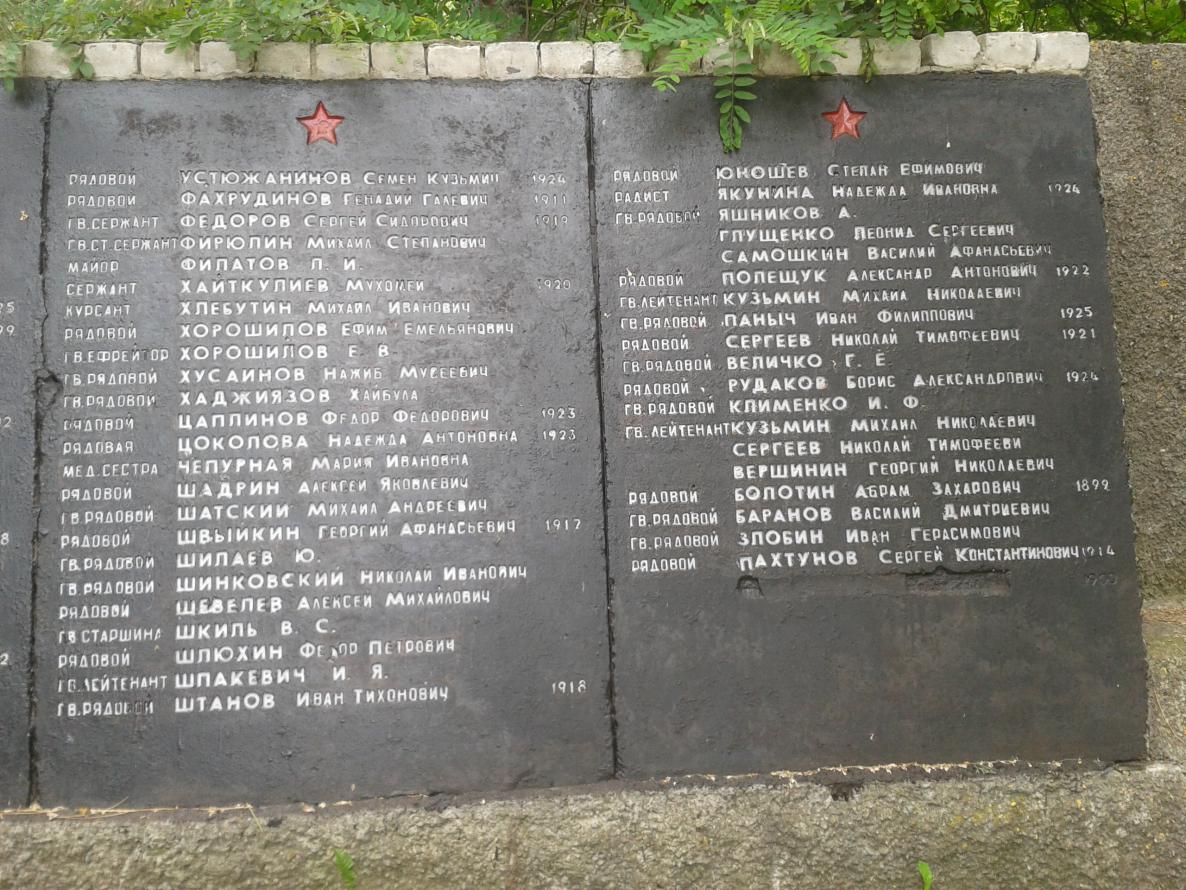 РЯДОВОЙ УСТЮЖАНИНОВ СЕМЕН КУЗЬМИЧ 1924
РЯДОВОЙ ФАХРУДИНОВ ГЕНАДИЙ ГАЛЕВИЧ 1911
ГВ.СЕРЖАНТ ФЕДОРОВ СЕРГЕЙ СИДОРОВИЧ 1919
ГВ.СТ.СЕРЖАНТ ФИРЮЛИН МИХАИЛ СТЕПАНОВИЧ
МАЙОР ФИЛАТОВ П. И.
СЕРЖАНТ ХАЙТКУЛИЕВ МУХОМЕЙ 1920
КУРСАНТ ХЛЕБУТИН МИХАИЛ ИВАНОВИЧ
РЯДОВОЙ ХОРОШИЛОВ ЕФИМ ЕМЕЛЬЯНОВИЧ
ГВ.ЕФРЕЙТОР ХОРОШИЛОВ Е В
ГВ.РЯДОВОЙ ХУСАИНОВ НАЖИБ МУСЕЕВИЧ
ГВ.РЯДОВОЙ ХАДЖИЯЗОВ ХАЙБУЛА
РЯДОВОЙ ЦАПЛИНОВ ФЕДОР ФЕДОРОВИЧ 1923
РЯДОВАЯ ЦОКОЛОВА НАДЕЖДА АНТОНОВНА 1923
МЕД.СЕСТРА ЧЕПУРНАЯ МАРИЯ ИВАНОВНА
РЯДОВОЙ ШАДРИН АЛЕКСЕЙ ЯКОВЛЕВИЧ
ГВ.РЯДОВОЙ ШАТСКИЙ МИХАИЛ АНДРЕЕВИЧ
РЯДОВОЙ ШВЫЙКИН ГЕОРГИЙ АФАНАСЬЕВИЧ 1917
ГВ.РЯДОВОЙ ШИЛАЕВ Ю.
ГВ.РЯДОВОЙ ШИНКОВСКИЙ НИКОЛАЙ ИВАНОВИЧ
РЯДОВОЙ ШЕВЕЛЕВ АЛЕКСЕЙ МИХАЙЛОВИЧ
ГВ СТАРШИНА ШКИЛЬ В. С.
РЯДОВОЙ ШЛЮХИН ФЕДОР ПЕТРОВИЧ
ГВ.ЛЕЙТЕНАНТ ШПАКЕВИЧ И. Я.
ГВ.РЯДОВОЙ ШТАНОВ ИВАН ТИХОНОВИЧ 1918
РЯДОВОЙ ЮНОШЕВ СТЕПАН ЕФИМОВИЧ
РАДИСТ ЯКУНИНА НАДЕЖДА ИВАНОВНА 1924
ГВ.РЯДОВОЙ ЯШНИКОВ А.
ГЛУЩЕНКО ЛЕОНИД СЕРГЕЕВИЧ
САМОШКИН ВАСИЛИЙ АФАНАСЬЕВИЧ
РЯДОВОЙ ПОЛЕЩУК АЛЕКСАНДР АНТОНОВИЧ 1922
ГВ.ЛЕЙТЕНАНТ КУЗЬМИН МИХАИЛ НИКОЛАЕВИЧ
ГВ.РЯДОВОЙ ПАНЫЧ ИВАН ФИЛИППОВИЧ 1925
РЯДОВОЙ СЕРГЕЕВ НИКОЛАЙ ТИМОФЕЕВИЧ 1921
ГВ.РЯДОВОЙ ВЕЛИЧКО Г. Е
РЯДОВОЙ РУДАКОВ БОРИС АЛЕКСАНДРОВИЧ 1924
ГВ.РЯДОВОЙ КЛИМЕНКО И. Ф
ГВ.ЛЕЙТЕНАНТ КУЗЬМИН МИХАИЛ НИКОЛАЕВИЧ
СЕРГЕЕВ НИКОЛАЙ ТИМОФЕЕВИ
ВЕРШИНИН ГЕОРГИЙ НИКОЛАЕВИЧ
РЯДОВОЙ БОЛОТИН АБРАМ ЗАХАРОВИЧ 1892
ГВ.РЯДОВОЙ БАРАНОВ ВАСИЛИЙ ДМИТРИЕВИЧ
ГВ.РЯДОВОЙ ЗЛОБИН ИВАН ГЕРАСИМОВИЧ
РЯДОВОЙ ПАХТУНОВ СЕРГЕЙ КОНСТАНТИНОВИЧ 1914